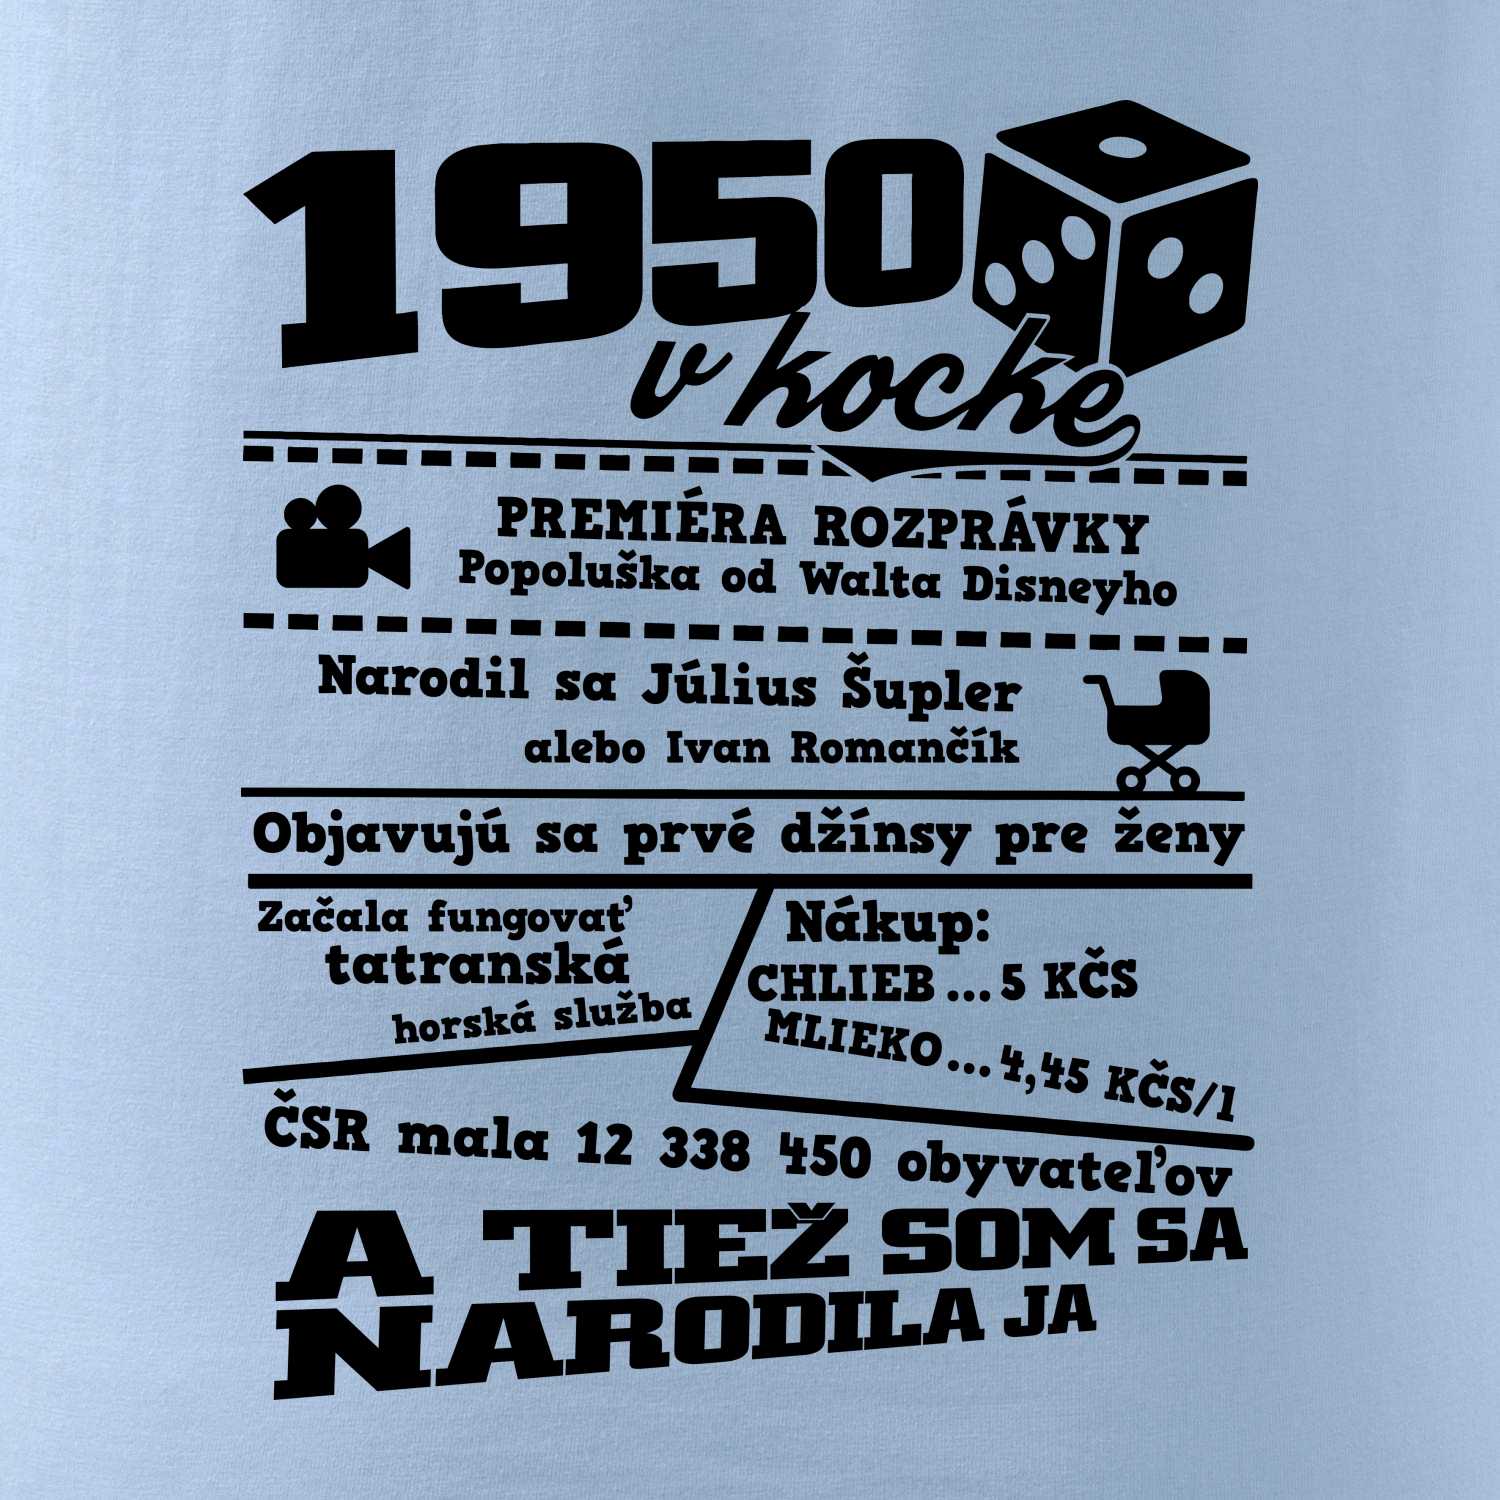 1950
v kocke
PREMIÉRA ROZPRÁVKY
Popoluška od Walta Disneyho
Narodil sa Július Šupler
alebo Ivan Romančík
Objavujú sa prvé džínsy pre ženy
Začala fungovať
tatranská
horská služba
Nákup:
CHLIEB...5 KČS
MLIEKO...4,45 KČS/l
ČSR mala 12 338 450 obyvateľov
A TIEŽ SOM SA
NARODILA JA